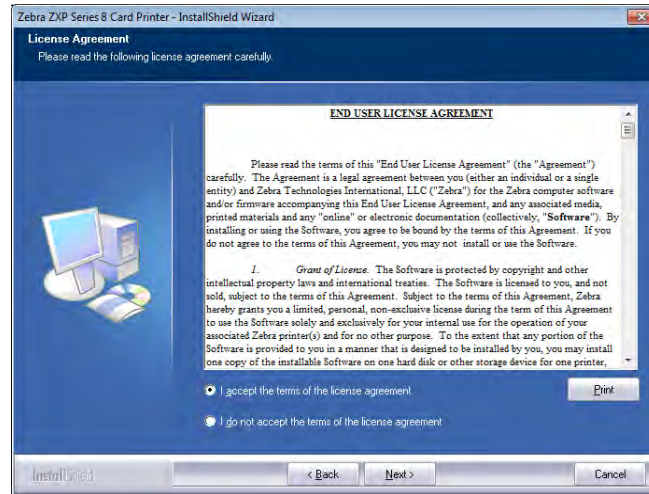 Zebra ZXP Series 8 Card Printer - InstallShield Wizard
License Agreement
Please read the following license agreement carefully.
END USER LICENSE AGREEMENT
Please read the terms of this "End User License Agreement" (the "Agreement")
carefully. The Agreement is a legal agreement between you (either an individual or a single
entity) and Zebra Technologies International, LLC ("Zebra") for the Zebra computer software
and/or firmware accompanying this End User License Agreement, and any associated media,
printed materials and any "online" or electronic documentation (collectively, "Software"). By
installing or using the Software, you agree to be bound by the terms of this Agreement. If you
do not agree to the terms of this Agreement, you may not install or use the Software.
1. Grant of License. The Software is protected by copyright and other
intellectual property laws and international treaties. The Software is licensed to you, and not
sold, subject to the terms of this Agreement. Subject to the terms of this Agreement, Zebra
hereby grants you a limited, personal, non-exclusive license during the term of this Agreement
to use the Software solely and exclusively for your internal use for the operation of your
associated Zebra printer(s) and for no other purpose. To the extent that any portion of the
Software is provided to you in a manner that is designed to be installed by you, you may install
one copy of the installable Software on one hard disk or other storage device for one printer,
I accept the terms of the license agreement
Print
I do not accept the terms of the license agreement
InstallShield
< Back
Next >
Cancel